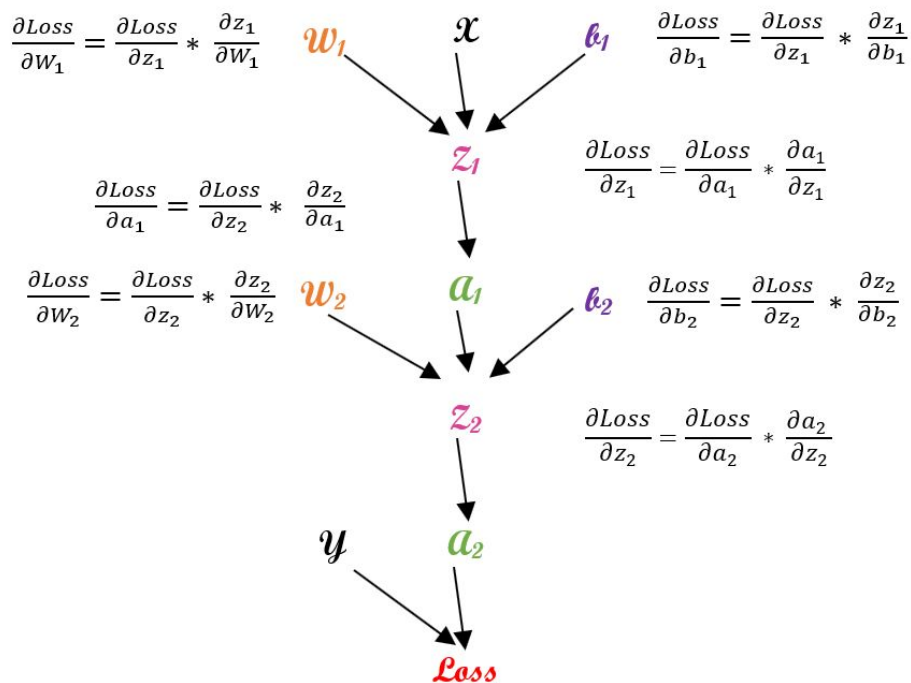 ∂Loss/∂W₁ = ∂Loss/∂z₁ * ∂z₁/∂W₁
w₁
x
b₁
∂Loss/∂b₁ = ∂Loss/∂z₁ * ∂z₁/∂b₁
z₁
∂Loss/∂z₁ = ∂Loss/∂a₁ * ∂a₁/∂z₁
∂Loss/∂a₁ = ∂Loss/∂z₂ * ∂z₂/∂a₁
∂Loss/∂W₂ = ∂Loss/∂z₂ * ∂z₂/∂W₂
w₂
a₁
b₂
∂Loss/∂b₂ = ∂Loss/∂z₂ * ∂z₂/∂b₂
z₂
∂Loss/∂z₂ = ∂Loss/∂a₂ * ∂a₂/∂z₂
y
a₂
Loss